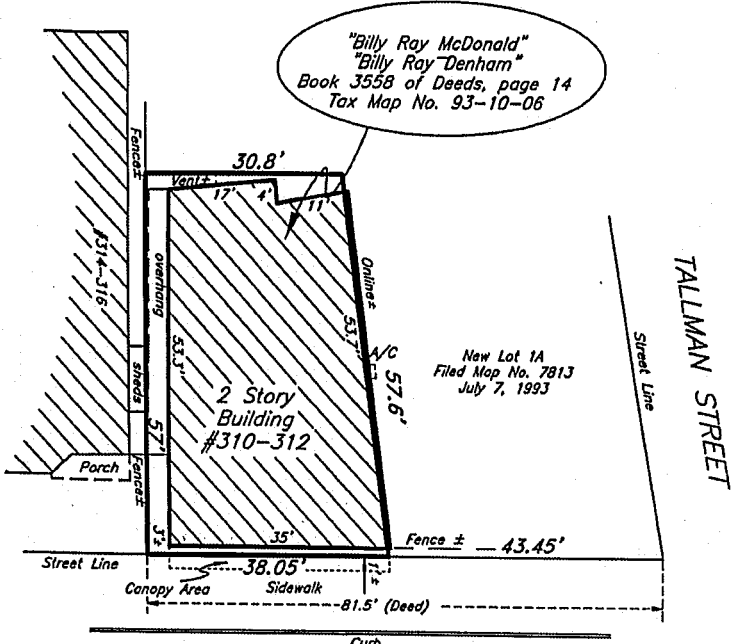 "Billy Ray McDonald"
"Billy Ray Denham"
Book 3558 of Deeds, page 14
Tax Map No. 93-10-06
30.8'
Vent±
17'
4'
11'
Fence±
#314-316
overhang
53.3'
Online±
53.7'
A/C
57.6'
New Lot 1A
Filed Map No. 7813
July 7, 1993
Street Line
TALLMAN STREET
sheds
57'
2 Story
Building
#310-312
Porch
Fence±
3'±
35'
Fence ±
43.45'
Street Line
38.05'
1'±
Canopy Area
Sidewalk
81.5' (Deed)
Curb